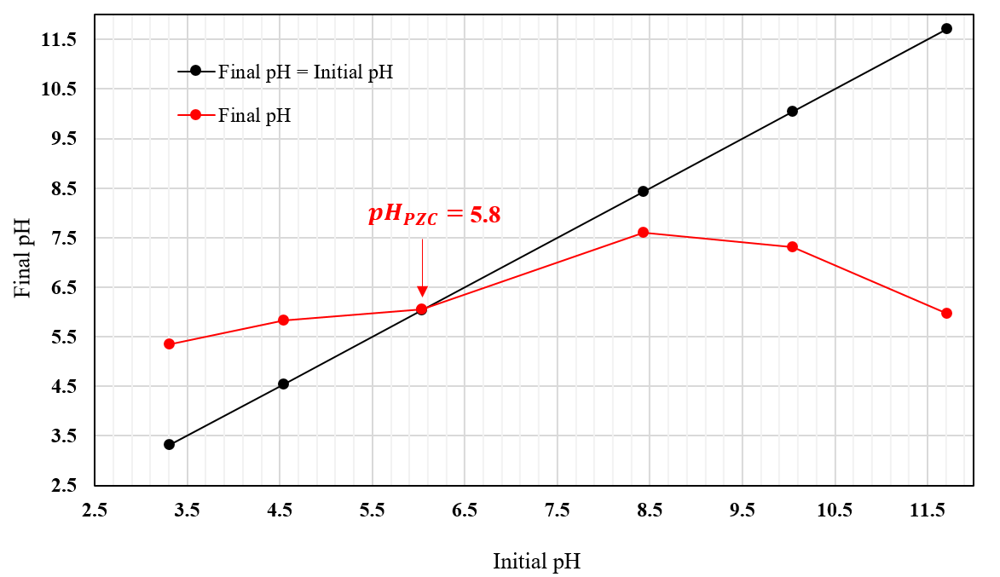 11.5
10.5
9.5
8.5
7.5
6.5
5.5
4.5
3.5
2.5
Final pH
Final pH = Initial pH
Final pH
pH_PZC = 5.8
2.5 3.5 4.5 5.5 6.5 7.5 8.5 9.5 10.5 11.5
Initial pH